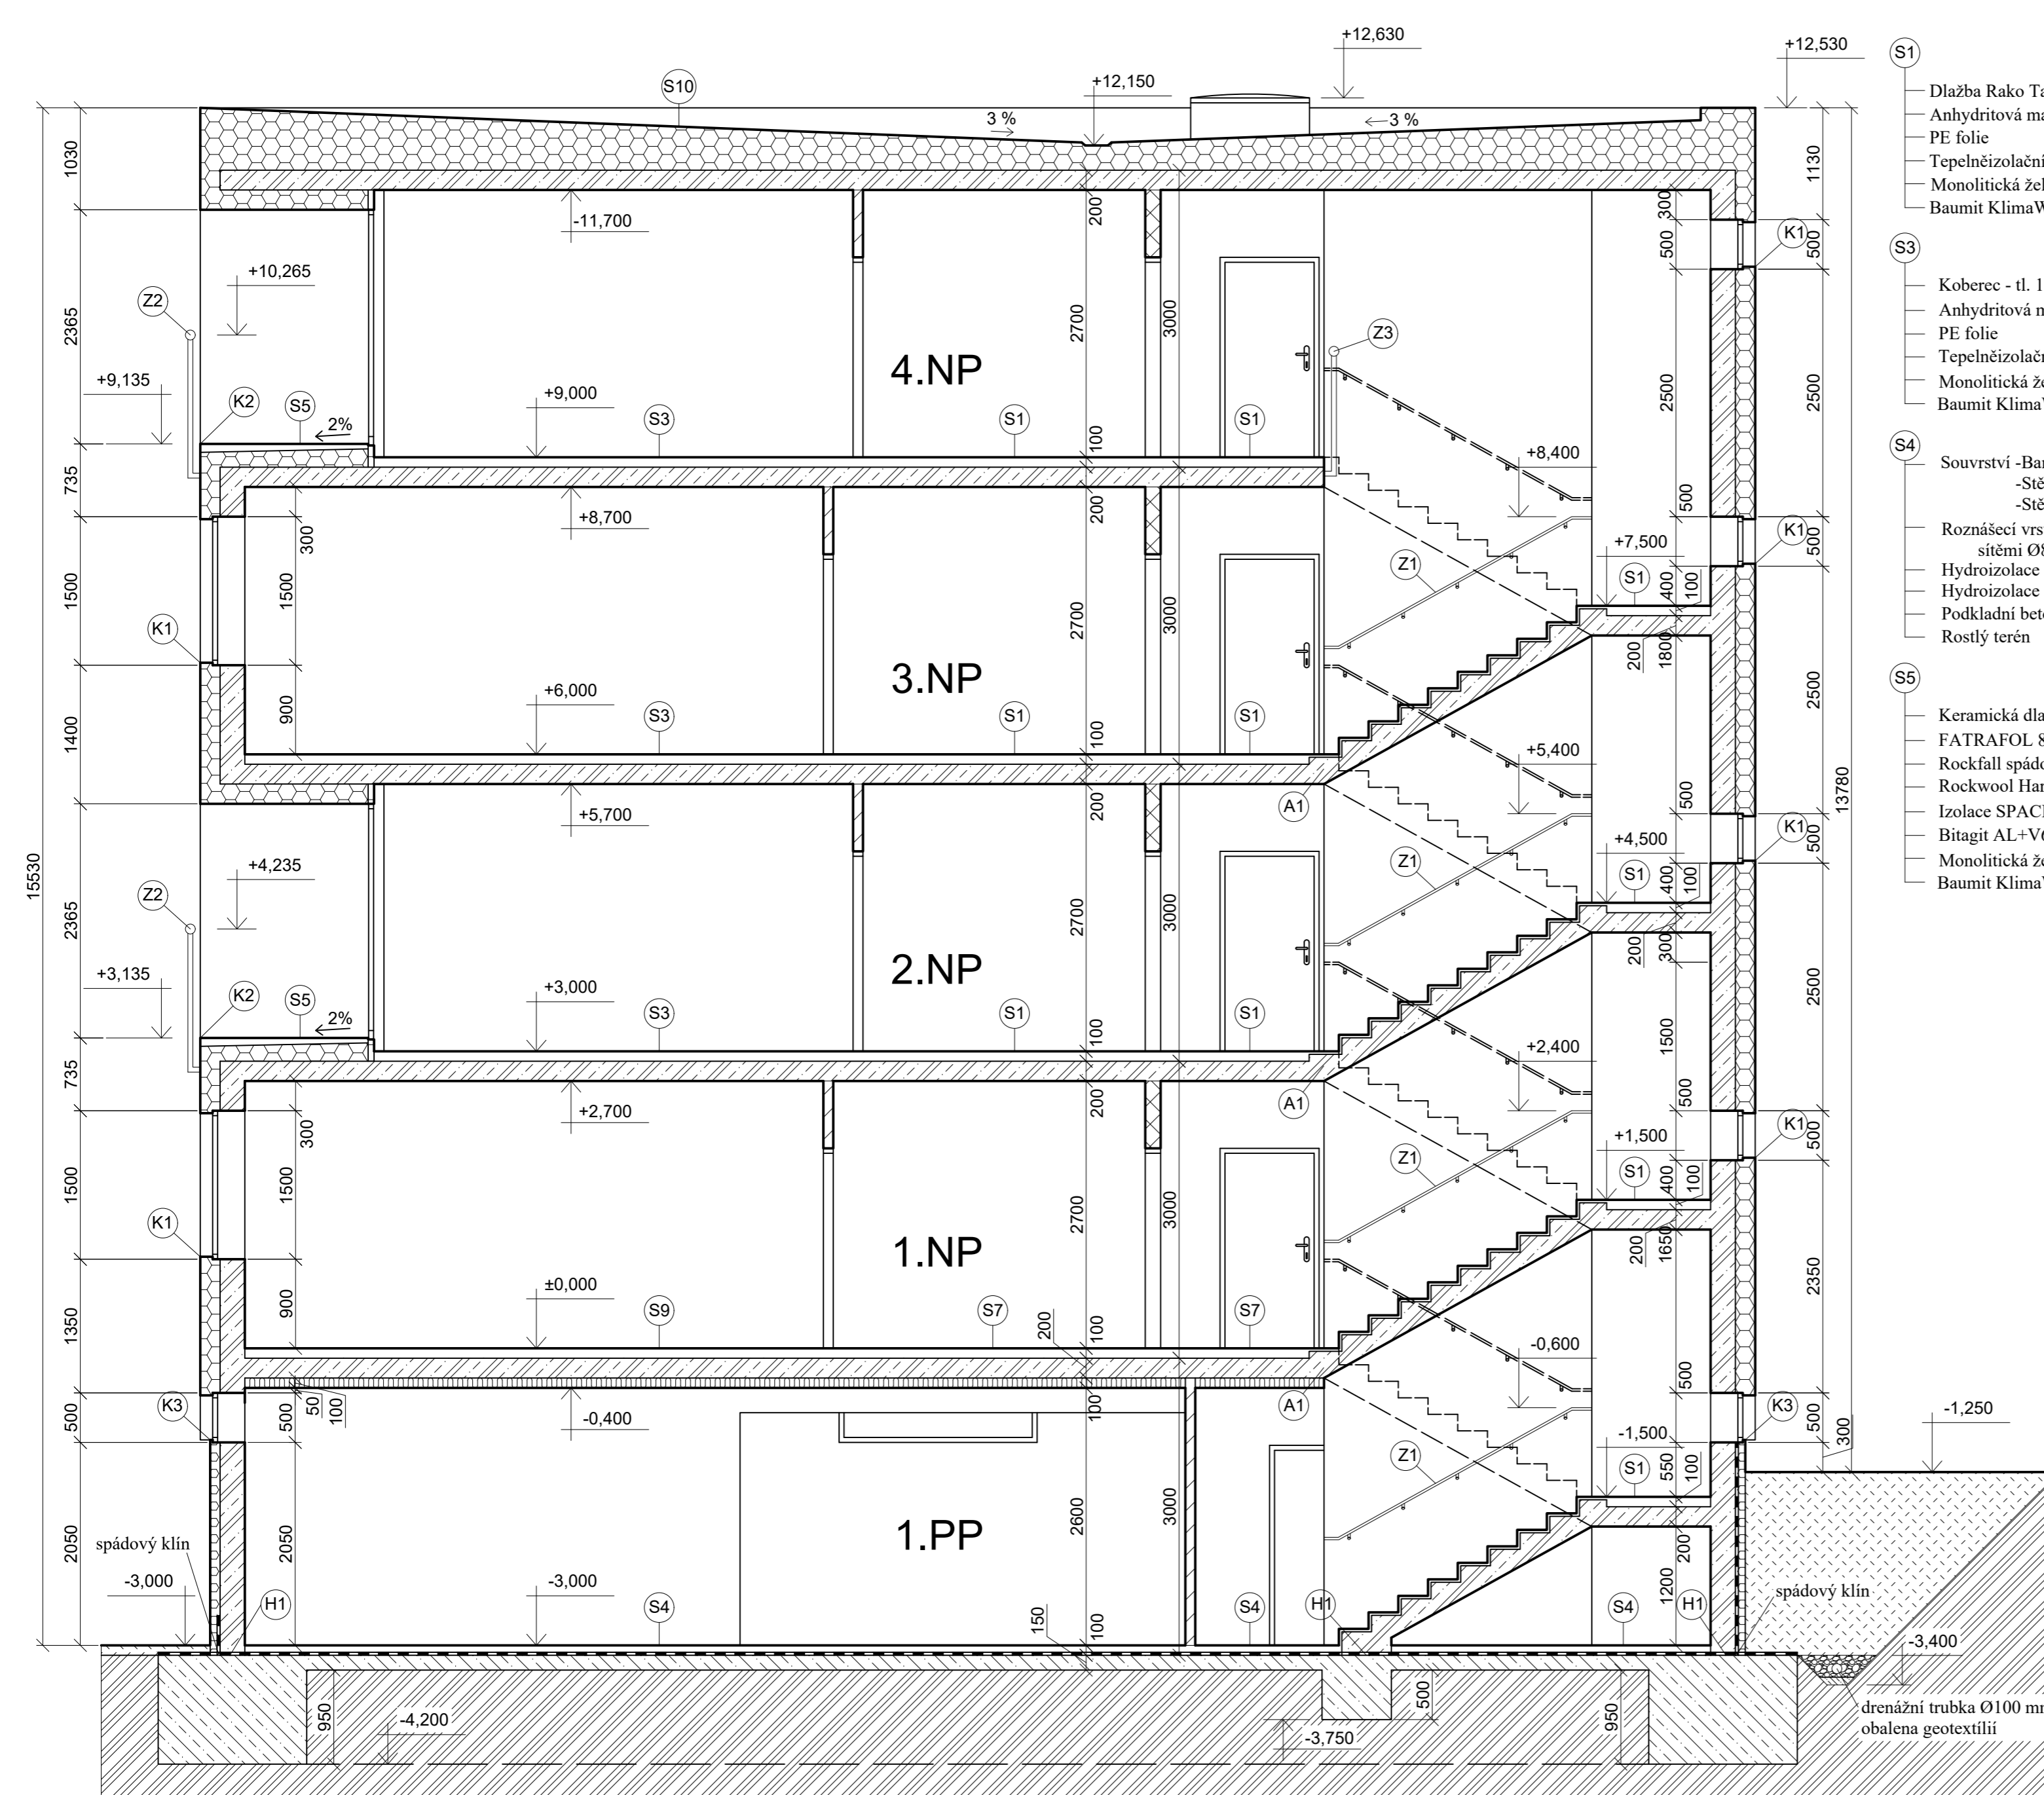 +12,630
+12,530
+12,150
S10
3 %
3 %
1030
1130
-11,700
200
300
500
K1
500
+10,265
Z2
2365
2700
3000
Z3
4.NP
+9,135
K2
S5
2%
+9,000
S3
S1
S1
100
2500
2500
+8,400
735
+8,700
200
300
500
K1
500
+7,500
S1
400
100
Z1
1500
1500
K1
2700
3000
200
1800
3.NP
+6,000
S3
S1
S1
900
100
1400
2500
+5,400
A1
+5,700
200
500
13780
15530
+4,235
Z2
2365
2700
3000
Z1
+4,500
S1
400
100
K1
500
200
300
2.NP
+3,135
K2
S5
2%
+3,000
S3
S1
S1
100
1500
2500
+2,400
735
+2,700
300
200
A1
500
K1
500
+1,500
S1
400
100
Z1
1500
1500
K1
2700
3000
200
1650
1.NP
±0,000
S9
S7
S7
900
200
100
1350
2350
-0,600
500
K3
500
500
50
100
-0,400
100
A1
K3
500
300
-1,250
-1,500
S1
550
100
Z1
2050
2050
2600
3000
1.PP
spádový klín
-3,000
H1
-3,000
S4
150
100
S4
H1
S4
200
1200
H1
spádový klín
-3,400
950
-4,200
500
-3,750
950
drenážní trubka Ø100 mm
obalena geotextílií
S1
Dlažba Rako Ta
Anhydritová ma
PE folie
Tepelněizolační
Monolitická žel
Baumit KlimaW
S3
Koberec - tl. 1
Anhydritová m
PE folie
Tepelněizolačn
Monolitická že
Baumit KlimaW
S4
Souvrství -Bar
-Stě
-Stě
Roznášecí vrs
sítěmi Ø8
Hydroizolace
Hydroizolace
Podkladní bet
Rostlý terén
S5
Keramická dla
FATRAFOL 8
Rockfall spádo
Rockwool Har
Izolace SPAC
Bitagit AL+V6
Monolitická že
Baumit KlimaW